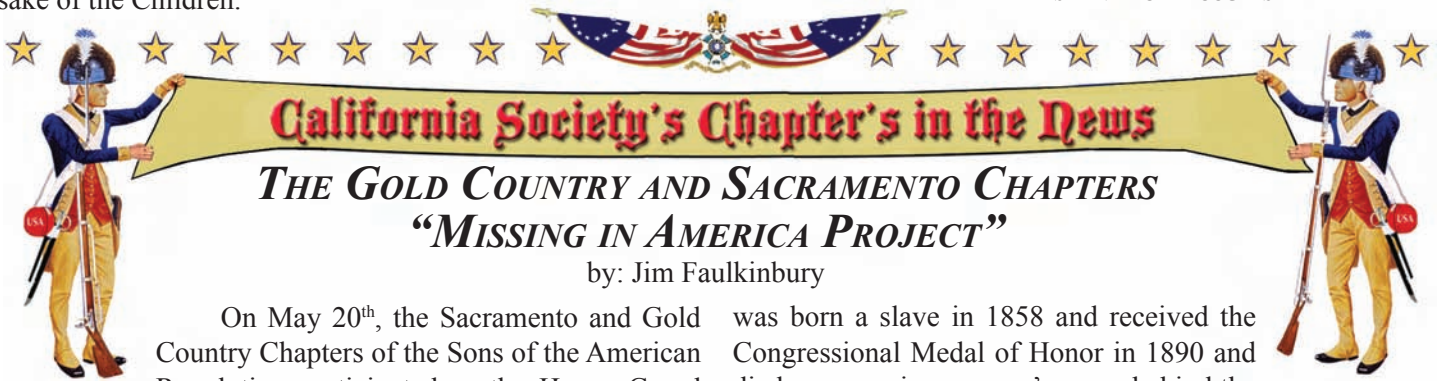 sake of the Children.
California Society's Chapter's in the News
THE GOLD COUNTRY AND SACRAMENTO CHAPTERS
“MISSING IN AMERICA PROJECT”
by: Jim Faulkinbury
On May 20th, the Sacramento and Gold
Country Chapters of the Sons of the American
was born a slave in 1858 and received the
Congressional Medal of Honor in 1890 and
USA
USA